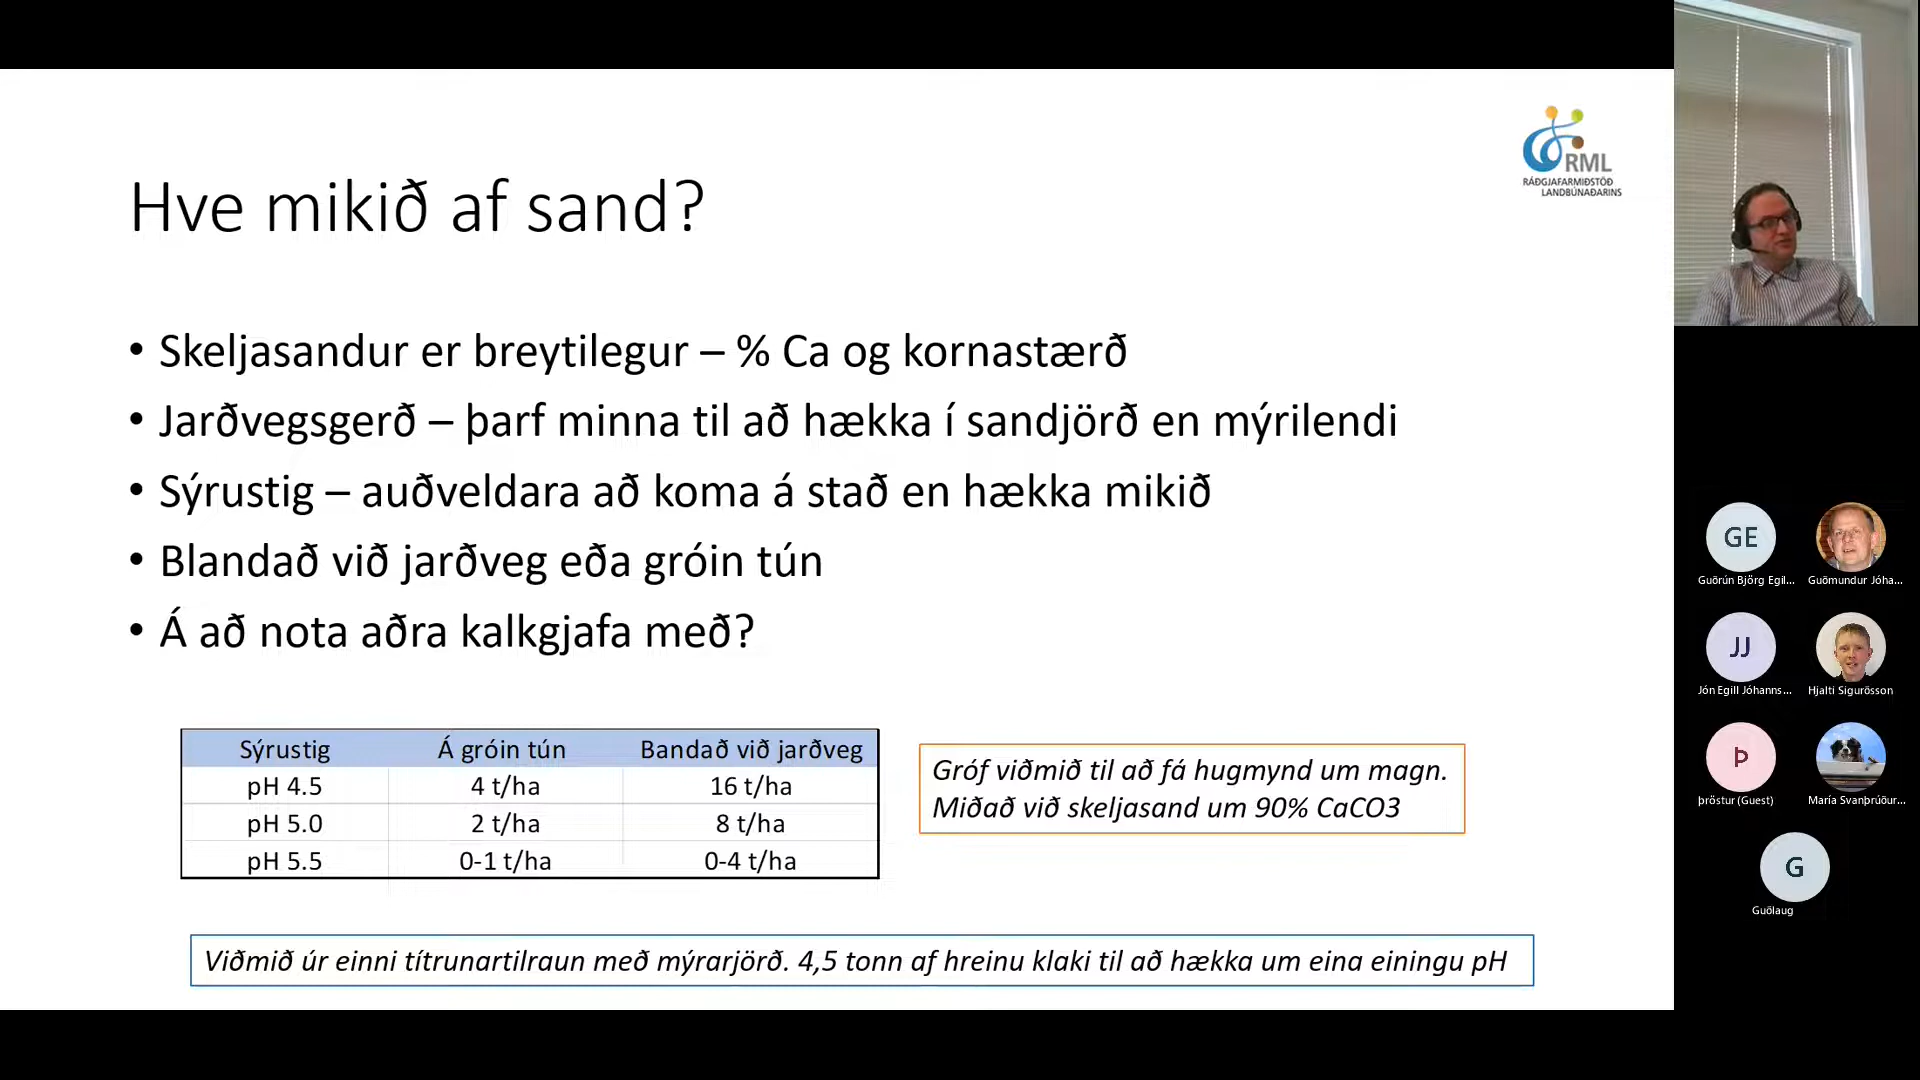 RML
RÁÐGJAFARMIÐSTÖÐ
LANDBÚNAÐARINS
Hve mikið af sand?
• Skeljasandur er breytilegur – % Ca og kornastærð
• Jarðvegsgerð – þarf minna til að hækka í sandjörð en mýrilendi
• Sýrustig – auðveldara að koma á stað en hækka mikið
• Blandað við jarðveg eða gróin tún
• Á að nota aðra kalkgjafa með?
Sýrustig Á gróin tún Bandað við jarðveg
pH 4.5 4 t/ha 16 t/ha
pH 5.0 2 t/ha 8 t/ha
pH 5.5 0-1 t/ha 0-4 t/ha
Gróf viðmið til að fá hugmynd um magn.
Miðað við skeljasand um 90% CaCO3
Viðmið úr einni títrunartilraun með mýrarjörð. 4,5 tonn af hreinu klaki til að hækka um eina einingu pH
GE
Guðrún Björg Egil... Guðmundur Jóha...
JJ
Jón Egill Jóhanns... Hjalti Sigurðsson
Þ
Þröstur (Guest) María Svanþrúður...
G
Guðlaug